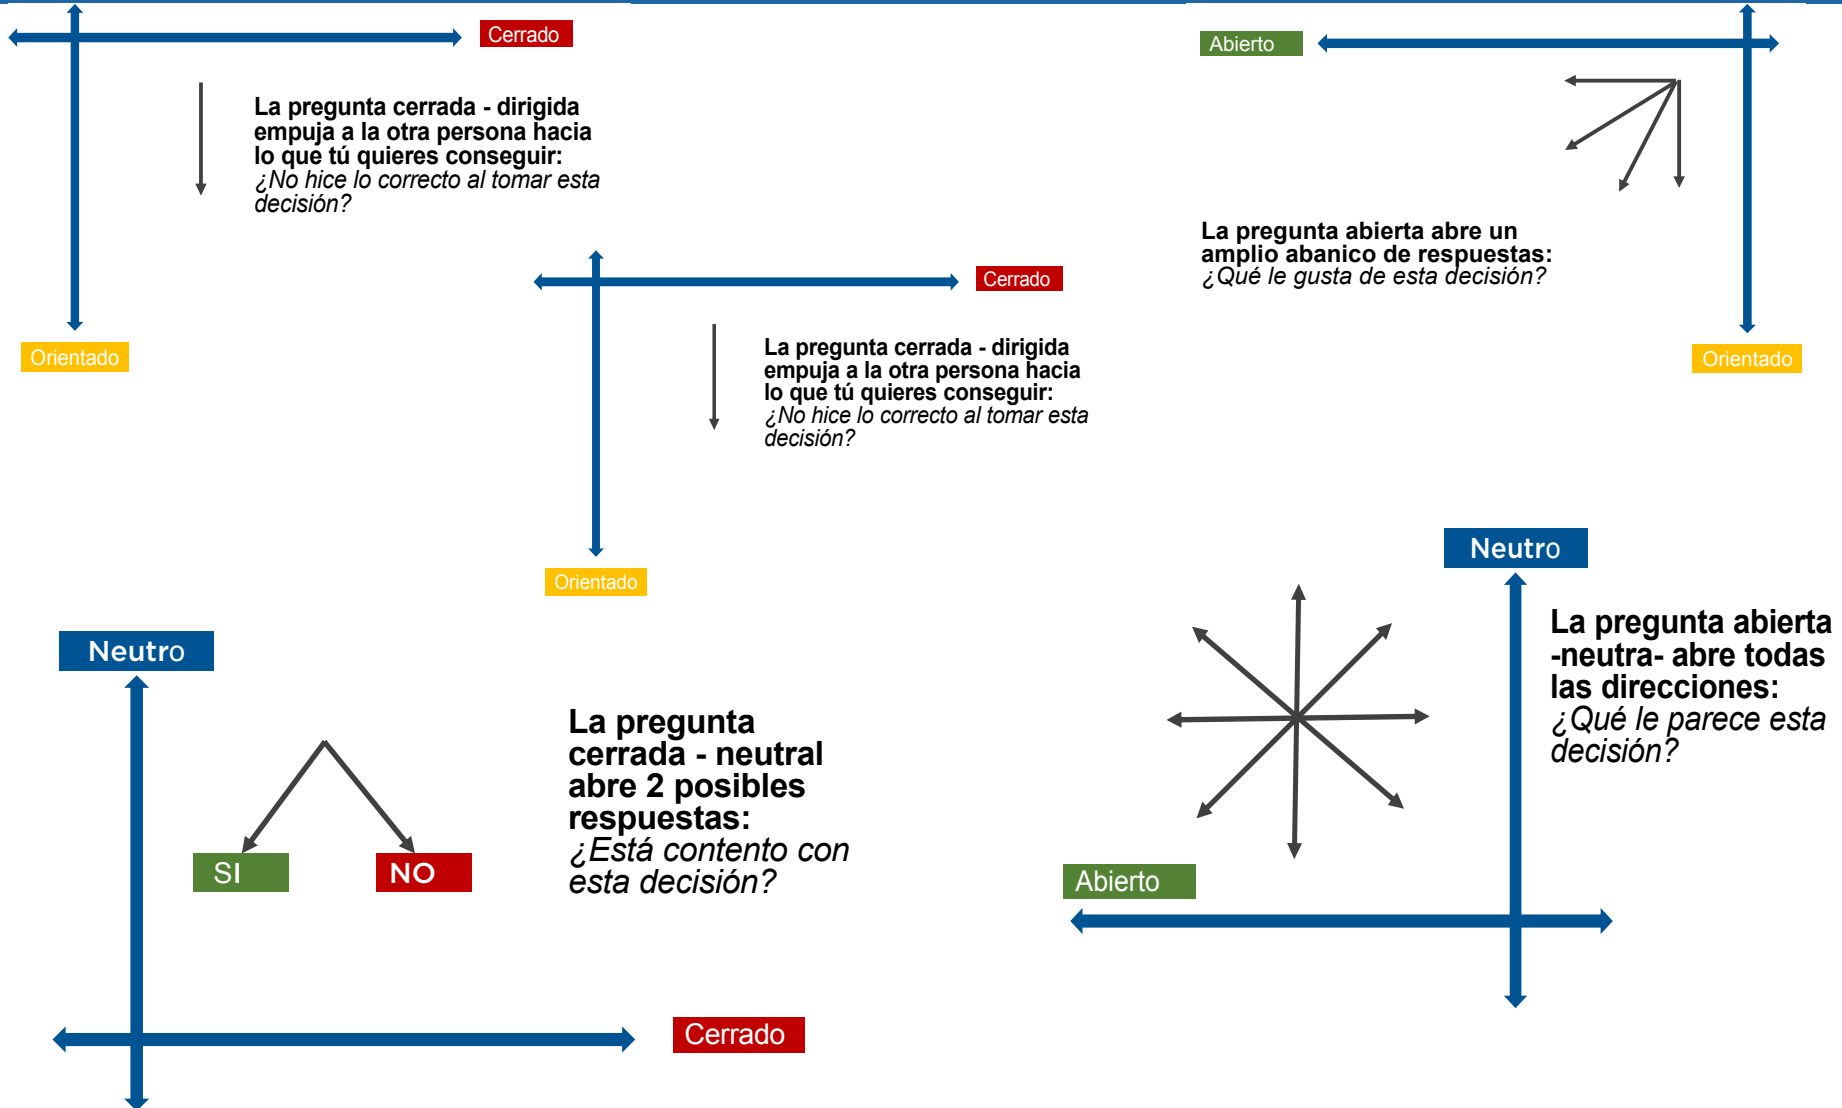 Cerrado
La pregunta cerrada - dirigida
empuja a la otra persona hacia
lo que tú quieres conseguir:
¿No hice lo correcto al tomar esta
decisión?
Orientado
Abierto
La pregunta abierta abre un
amplio abanico de respuestas:
¿Qué le gusta de esta decisión?
Orientado
Cerrado
La pregunta cerrada - dirigida
empuja a la otra persona hacia
lo que tú quieres conseguir:
¿No hice lo correcto al tomar esta
decisión?
Orientado
Neutro
La pregunta
cerrada - neutral
abre 2 posibles
respuestas:
¿Está contento con
esta decisión?
SI
NO
Cerrado
Neutro
La pregunta abierta
-neutra- abre todas
las direcciones:
¿Qué le parece esta
decisión?
Abierto